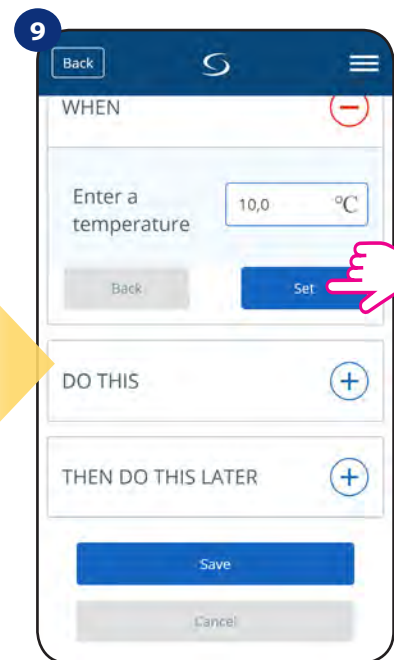 9
Back
WHEN
Enter a
temperature
10,0 °C
Back
Set
DO THIS
THEN DO THIS LATER
Save
Cancel